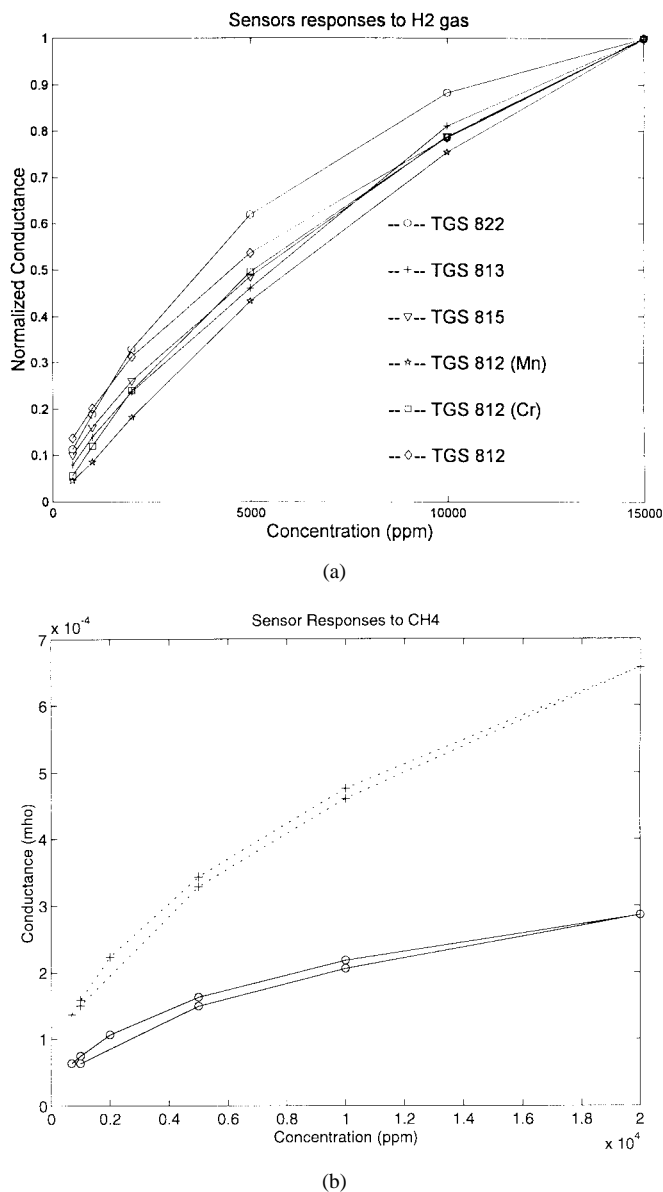 Sensors responses to H2 gas
1
0.9
0.8
0.7
0.6
0.5
0.4
0.3
0.2
0.1
0
Normalized Conductance
--○-- TGS 822
--+-- TGS 813
--▽-- TGS 815
--☆-- TGS 812 (Mn)
--□-- TGS 812 (Cr)
--◇-- TGS 812
0 5000 10000 15000
Concentration (ppm)
(a)
x 10⁻⁴
Sensor Responses to CH4
7
6
5
4
3
2
1
0
Conductance (mho)
0 0.2 0.4 0.6 0.8 1 1.2 1.4 1.6 1.8 2
Concentration (ppm)
x 10⁴
(b)